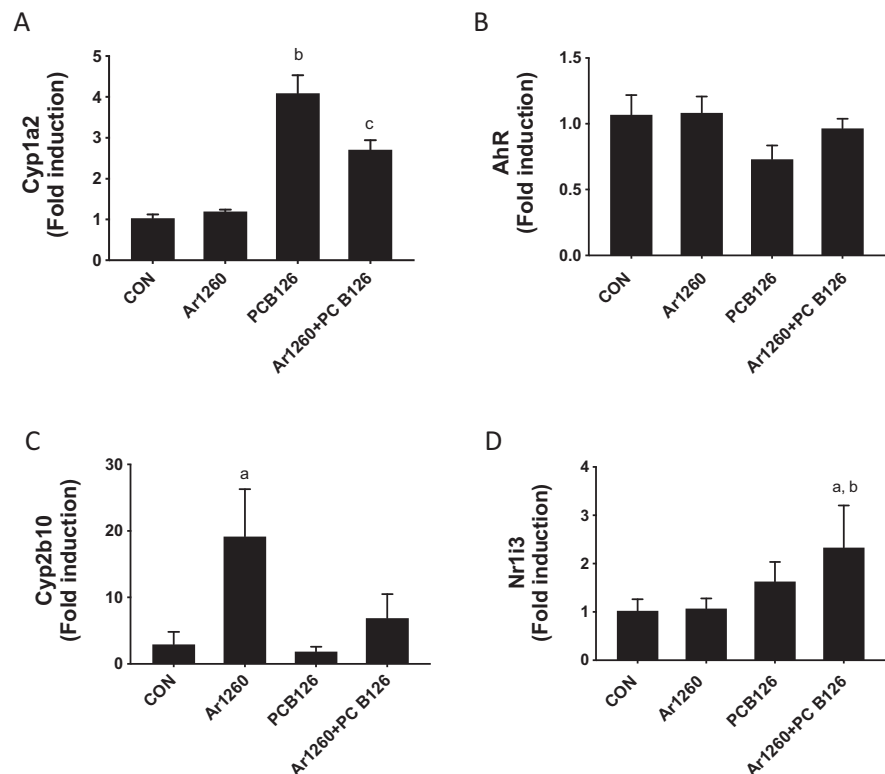 A
Cyp1a2
(Fold induction)
5
4
3
2
1
0
b
c
CON
Ar1260
PCB126
Ar1260+PC B126
B
AhR
(Fold induction)
1.5
1.0
0.5
0.0
CON
Ar1260
PCB126
Ar1260+PC B126
C
Cyp2b10
(Fold induction)
30
20
10
0
a
CON
Ar1260
PCB126
Ar1260+PC B126
D
Nr1i3
(Fold induction)
4
3
2
1
0
a, b
CON
Ar1260
PCB126
Ar1260+PC B126